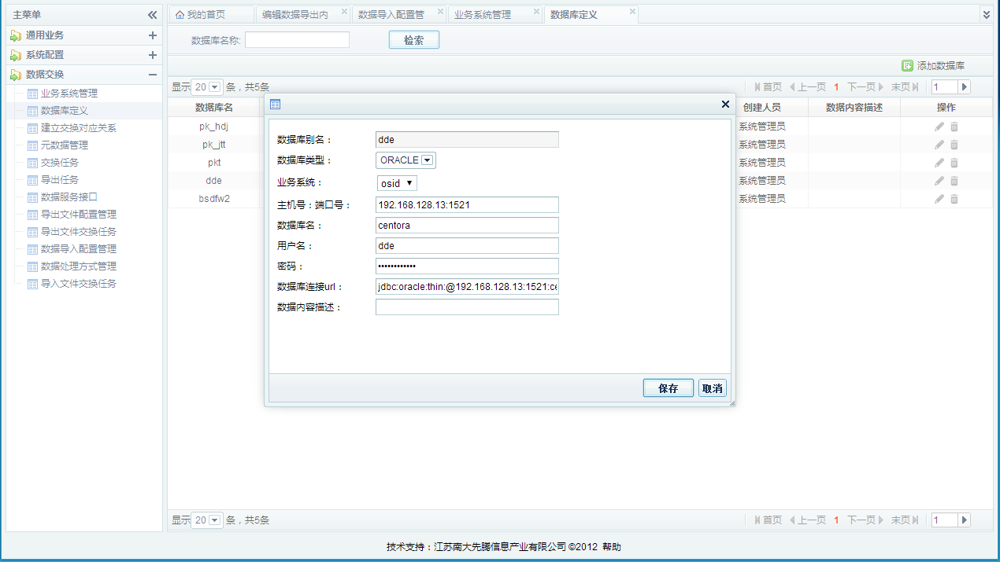 主菜单
通用业务
系统配置
数据交换
业务系统管理
数据库定义
建立交换对应关系
元数据管理
交换任务
导出任务
数据服务接口
导出文件配置管理
导出文件交换任务
数据导入配置管理
数据处理方式管理
导入文件交换任务
我的首页 编辑数据导出内 数据导入配置管 业务系统管理 数据库定义
数据库名称: 检索
添加数据库
显示 20 条，共5条 首页 上一页 1 下一页 末页 1
数据库名 创建人员 数据内容描述 操作
pk_hdj 系统管理员
pk_jtt 系统管理员
pkt 系统管理员
dde 系统管理员
bsdfw2 系统管理员
数据库别名： dde
数据库类型： ORACLE
业务系统： osid
主机号：端口号： 192.168.128.13:1521
数据库名： centora
用户名： dde
密码： ••••••••••••
数据库连接url： jdbc:oracle:thin:@192.168.128.13:1521:ce
数据内容描述：
保存 取消
显示 20 条，共5条 首页 上一页 1 下一页 末页 1
技术支持：江苏南大先腾信息产业有限公司 ©2012 帮助